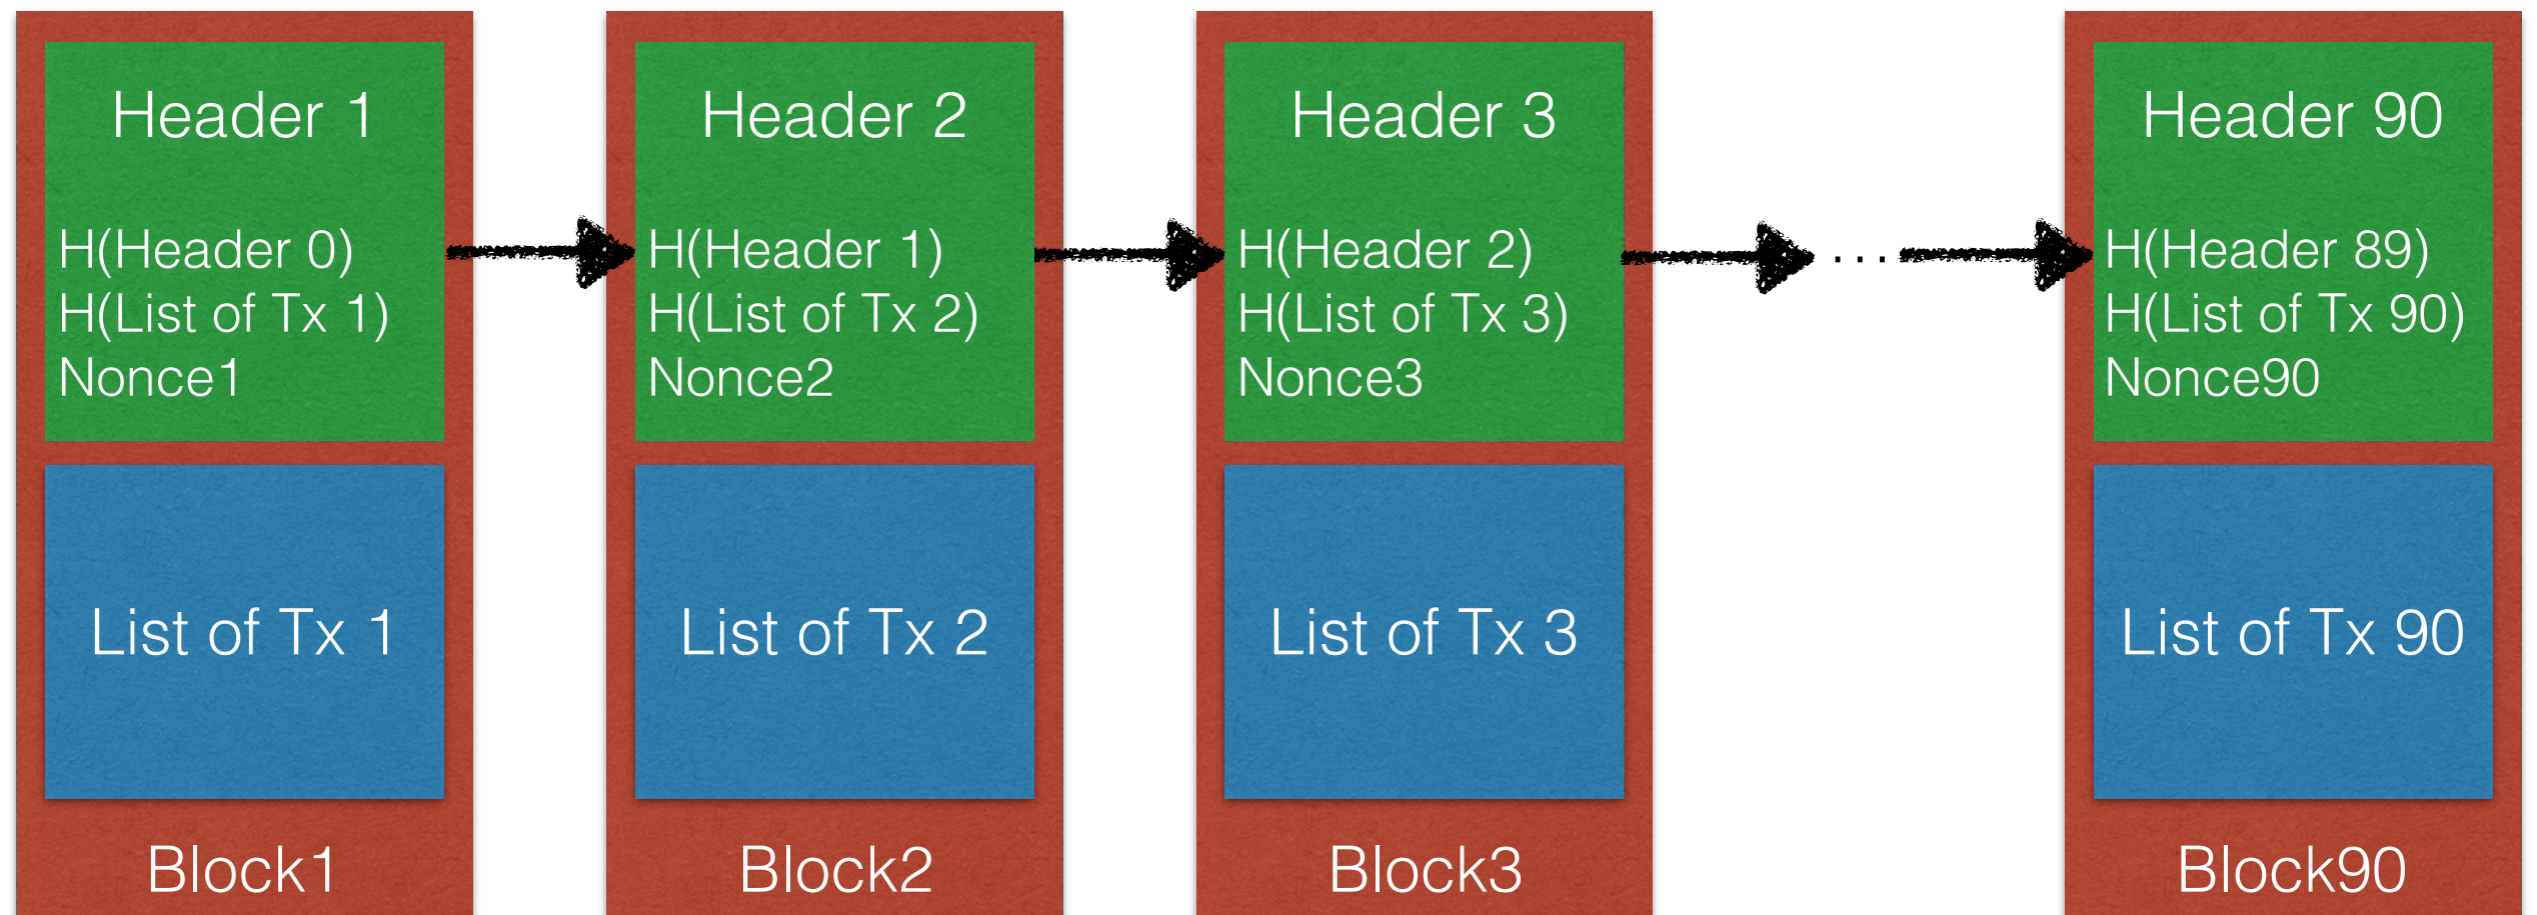 Header 1
H(Header 0)
H(List of Tx 1)
Nonce1
List of Tx 1
Block1
Header 2
H(Header 1)
H(List of Tx 2)
Nonce2
List of Tx 2
Block2
Header 3
H(Header 2)
H(List of Tx 3)
Nonce3
List of Tx 3
Block3
...
Header 90
H(Header 89)
H(List of Tx 90)
Nonce90
List of Tx 90
Block90